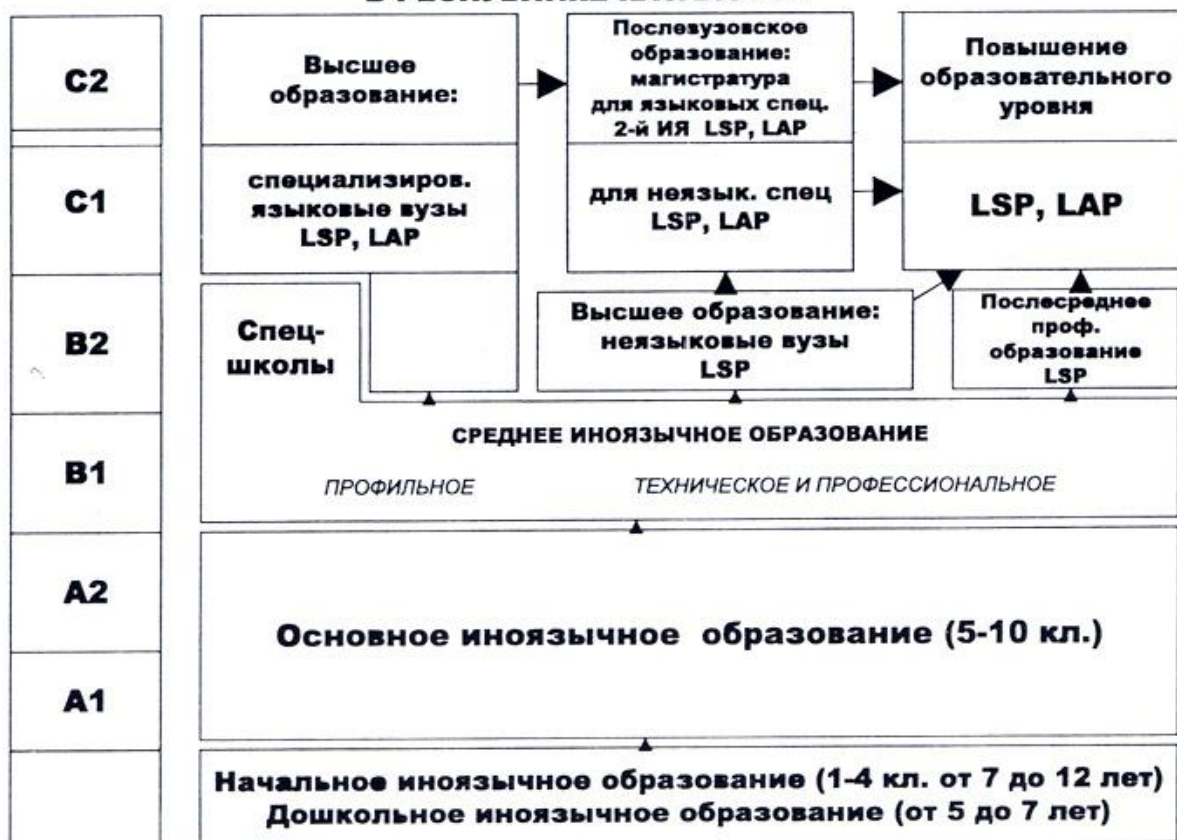 C2
Высшее
образование:
Послевузовское
образование:
магистратура
для языковых спец.
2-й ИЯ LSP, LAP
Повышение
образовательного
уровня
C1
специализиров.
языковые вузы
LSP, LAP
для неязык. спец
LSP, LAP
LSP, LAP
B2
Спец-
школы
Высшее образование:
неязыковые вузы
LSP
Послесреднее
проф.
образование
LSP
B1
СРЕДНЕЕ ИНОЯЗЫЧНОЕ ОБРАЗОВАНИЕ
ПРОФИЛЬНОЕ
ТЕХНИЧЕСКОЕ И ПРОФЕССИОНАЛЬНОЕ
A2
Основное иноязычное образование (5-10 кл.)
A1
Начальное иноязычное образование (1-4 кл. от 7 до 12 лет)
Дошкольное иноязычное образование (от 5 до 7 лет)